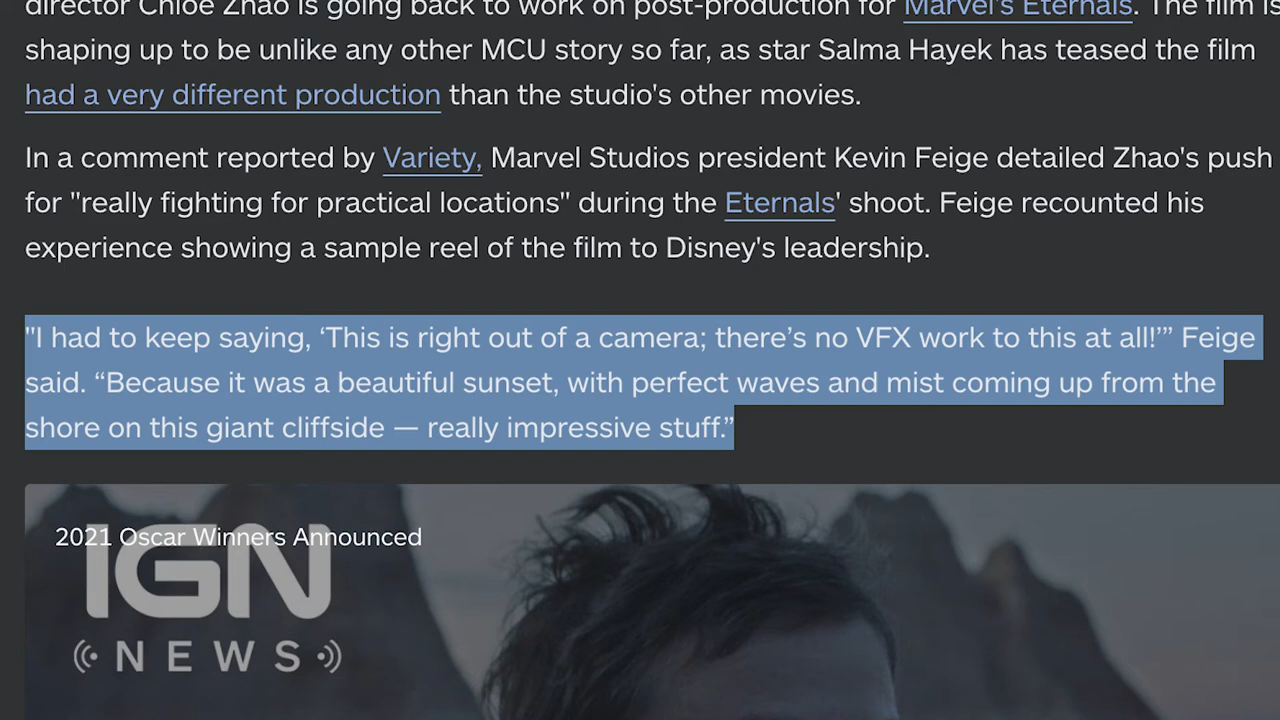 director Chloé Zhao is going back to work on post-production for Marvel's Eternals. The film is
shaping up to be unlike any other MCU story so far, as star Salma Hayek has teased the film
had a very different production than the studio's other movies.
In a comment reported by Variety, Marvel Studios president Kevin Feige detailed Zhao's push
for "really fighting for practical locations" during the Eternals' shoot. Feige recounted his
experience showing a sample reel of the film to Disney's leadership.
"I had to keep saying, ‘This is right out of a camera; there’s no VFX work to this at all!’” Feige
said. “Because it was a beautiful sunset, with perfect waves and mist coming up from the
shore on this giant cliffside — really impressive stuff.”
2021 Oscar Winners Announced
IGN
NEWS